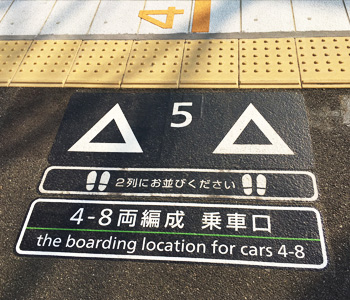 4
5
2列にお並びください
4-8両編成 乗車口
the boarding location for cars 4-8